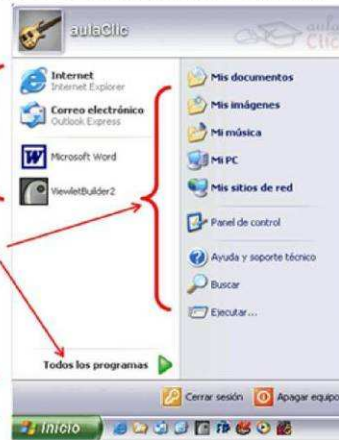 aulaClic
aula
Clic
Internet
Internet Explorer
Correo electrónico
Outlook Express
Microsoft Word
ViewletBuilder2
Todos los programas
Mis documentos
Mis imágenes
Mi música
Mi PC
Mis sitios de red
Panel de control
Ayuda y soporte técnico
Buscar
Ejecutar...
Cerrar sesión
Apagar equipo
Inicio